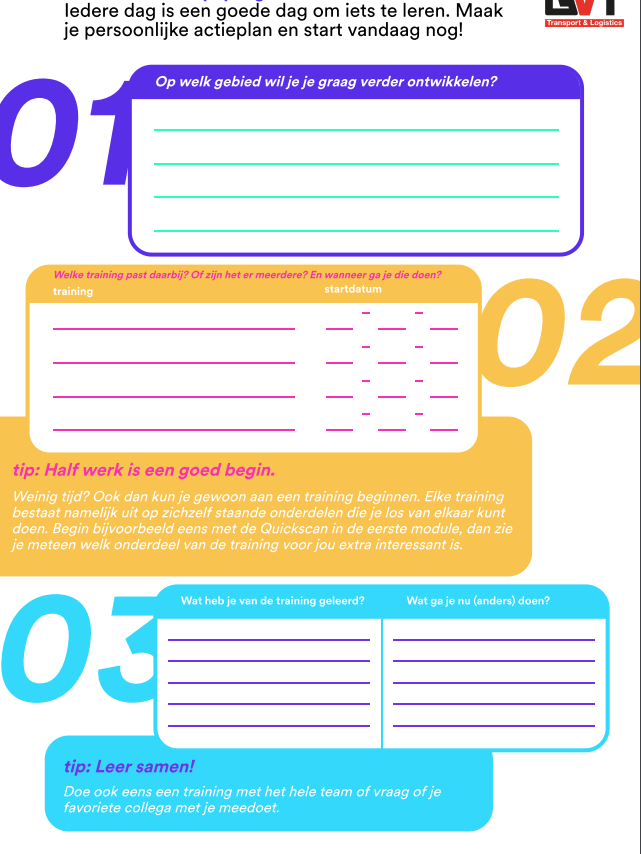 Iedere dag is een goede dag om iets te leren. Maak
je persoonlijke actieplan en start vandaag nog!
Transport & Logistics
01
Op welk gebied wil je je graag verder ontwikkelen?
Welke training past daarbij? Of zijn het er meerdere? En wanneer ga je die doen?
training startdatum
02
tip: Half werk is een goed begin.
Weinig tijd? Ook dan kun je gewoon aan een training beginnen. Elke training
bestaat namelijk uit op zichzelf staande onderdelen die je los van elkaar kunt
doen. Begin bijvoorbeeld eens met de Quickscan in de eerste module, dan zie
je meteen welk onderdeel van de training voor jou extra interessant is.
03
Wat heb je van de training geleerd? Wat ga je nu (anders) doen?
tip: Leer samen!
Doe ook eens een training met het hele team of vraag of je
favoriete collega met je meedoet.